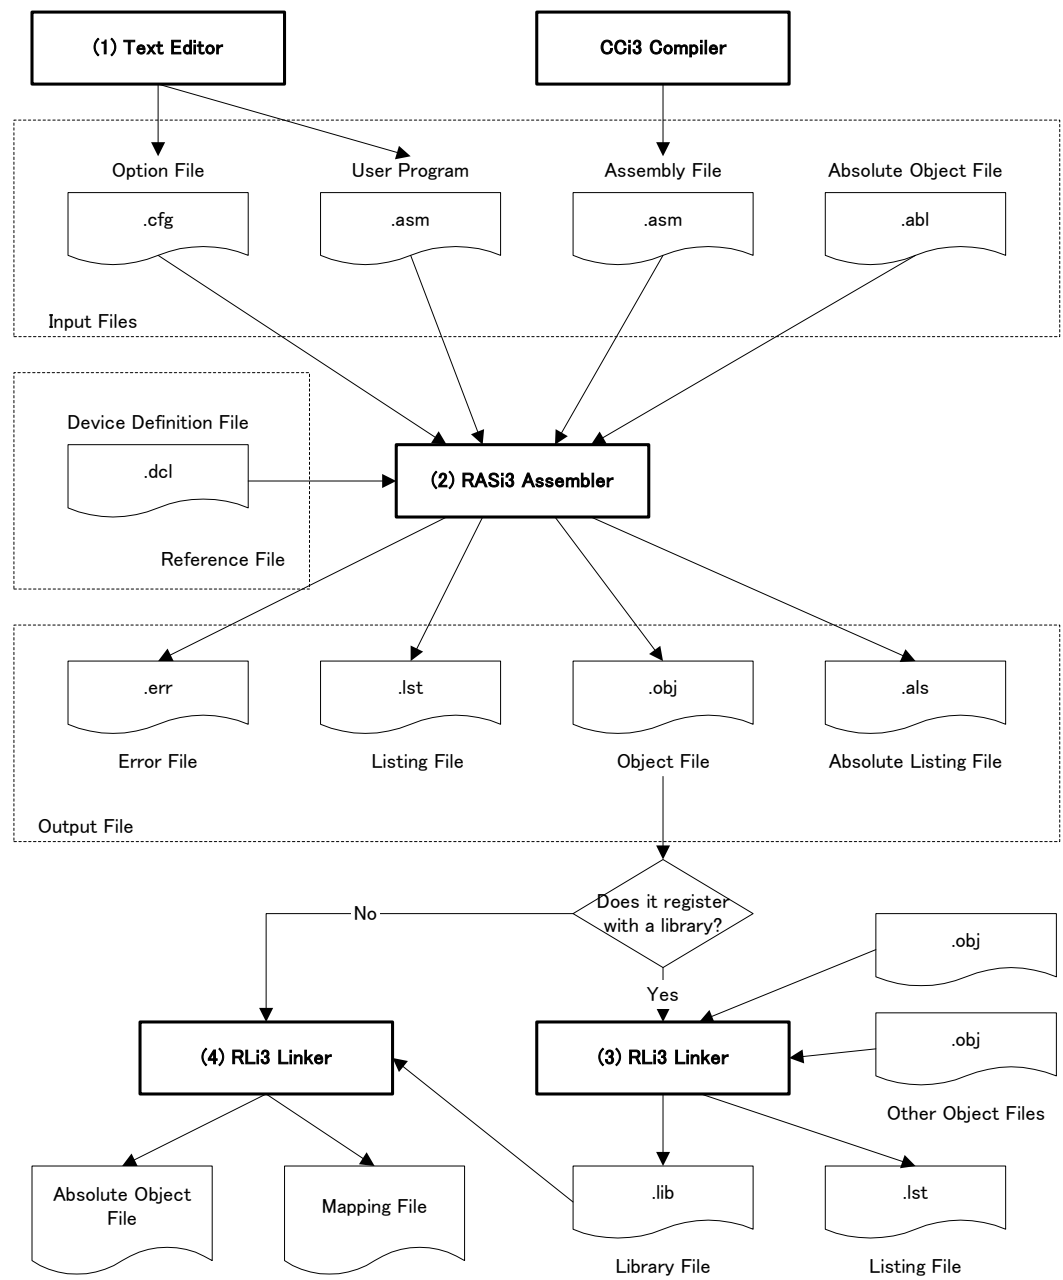 (1) Text Editor
CCi3 Compiler
Option File
User Program
Assembly File
Absolute Object File
.cfg
.asm
.asm
.abl
Input Files
Device Definition File
.dcl
(2) RASi3 Assembler
Reference File
.err
.lst
.obj
.als
Error File
Listing File
Object File
Absolute Listing File
Output File
Does it register
with a library?
No
.obj
Yes
.obj
(4) RLi3 Linker
(3) RLi3 Linker
Other Object Files
Absolute Object
File
Mapping File
.lib
.lst
Library File
Listing File